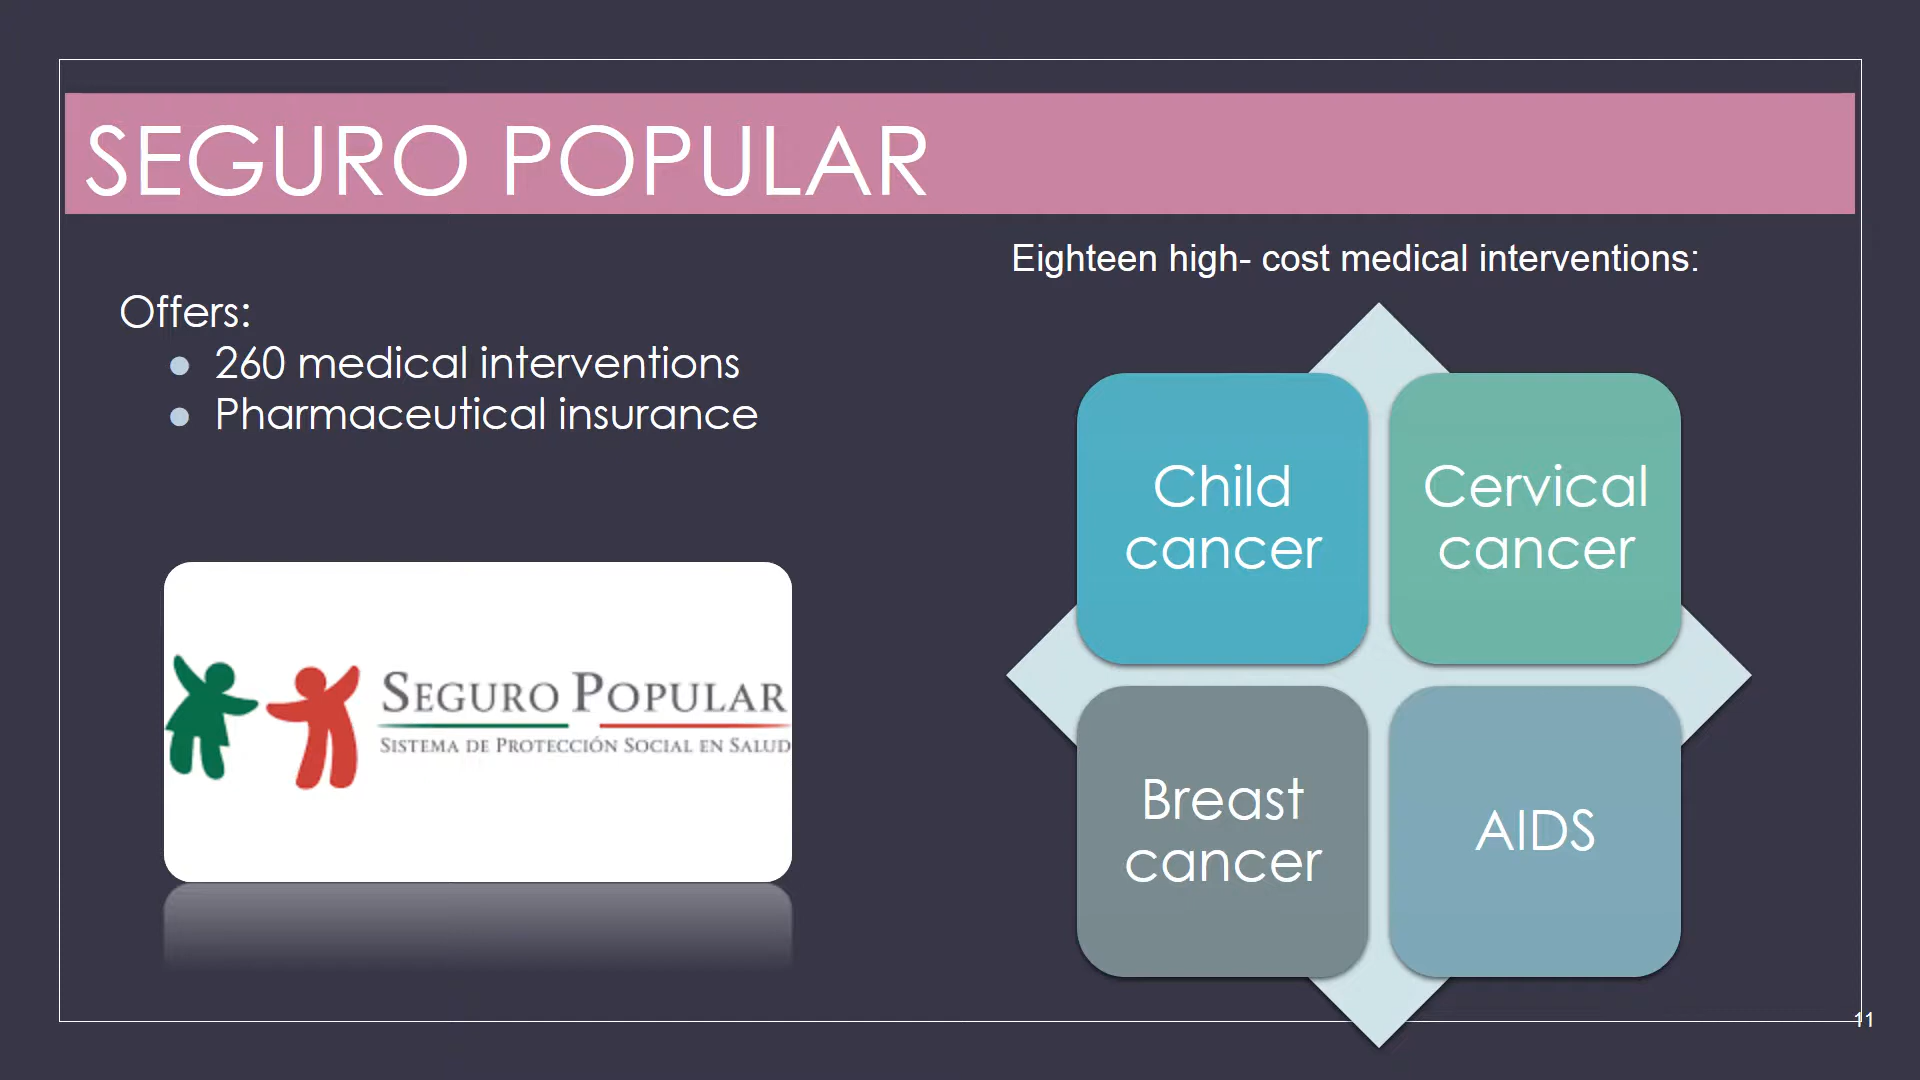 SEGURO POPULAR
Offers:
● 260 medical interventions
● Pharmaceutical insurance
SEGURO POPULAR
SISTEMA DE PROTECCIÓN SOCIAL EN SALUD
Eighteen high- cost medical interventions:
Child
cancer
Cervical
cancer
Breast
cancer
AIDS
11